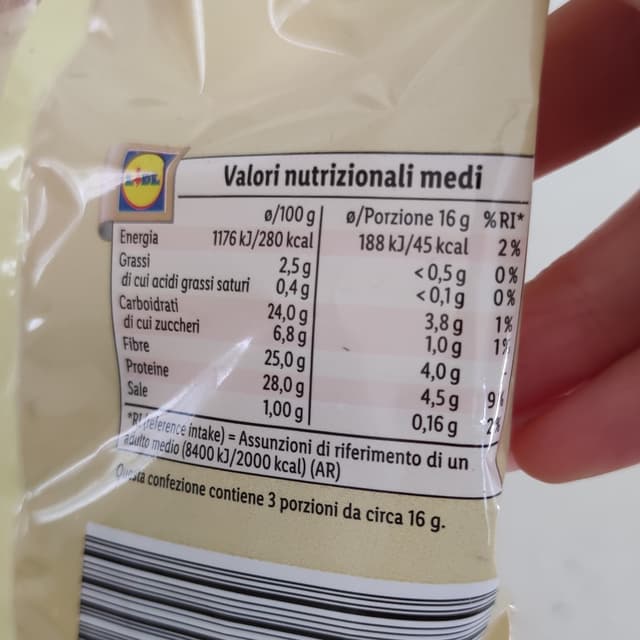 LIDL
Valori nutrizionali medi
ø/100 g ø/Porzione 16 g %RI*
Energia 1176 kJ/280 kcal 188 kJ/45 kcal 2%
Grassi 2,5 g <0,5 g 0%
di cui acidi grassi saturi 0,4 g <0,1 g 0%
Carboidrati 24,0 g 3,8 g 1%
di cui zuccheri 6,8 g 1,0 g 1%
Fibre 25,0 g 4,0 g -
Proteine 28,0 g 4,5 g 9%
Sale 1,00 g 0,16 g 2%
*RI (reference intake) = Assunzioni di riferimento di un
adulto medio (8400 kJ/2000 kcal) (AR)
Questa confezione contiene 3 porzioni da circa 16 g.